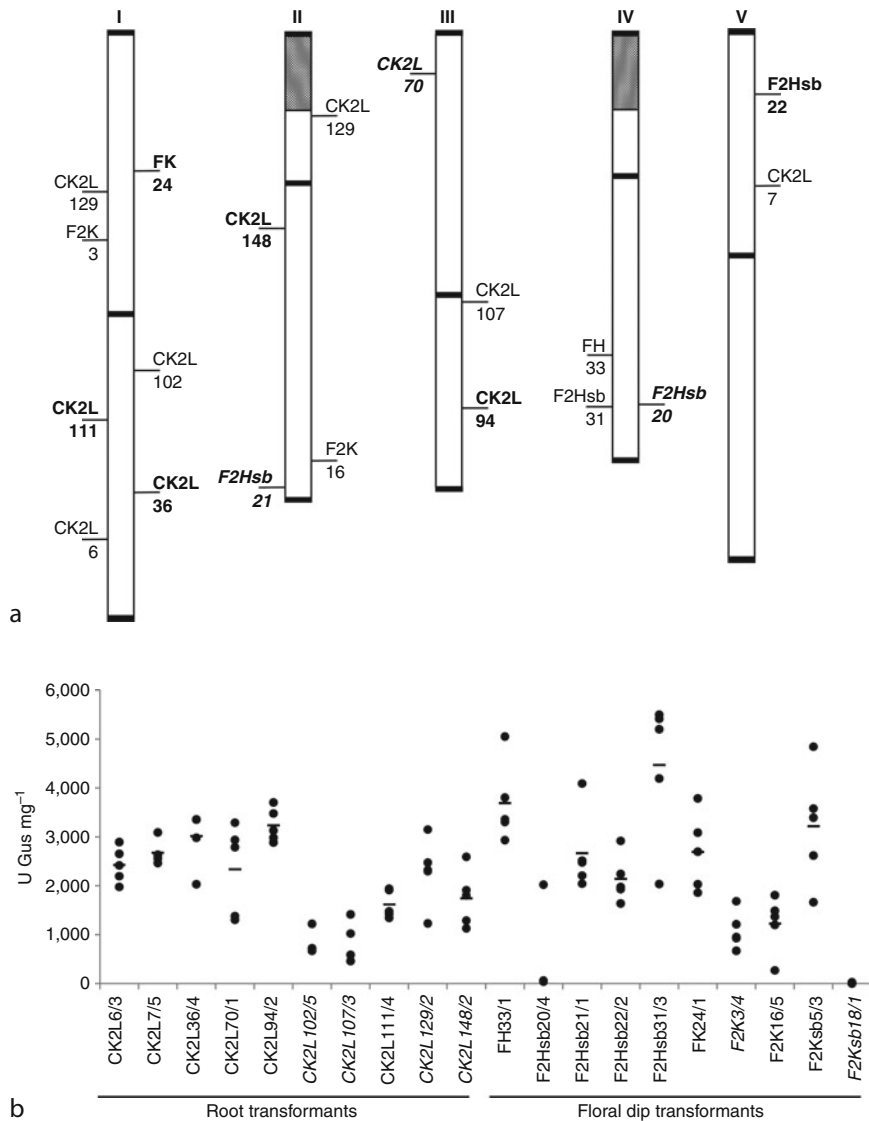 I
II
III
IV
V
CK2L
70
F2Hsb
22
CK2L
129
FK
24
CK2L
129
CK2L
7
F2K
3
CK2L
148
CK2L
107
CK2L
102
FH
33
CK2L
111
CK2L
94
F2Hsb
31
F2Hsb
20
CK2L
36
F2Hsb
21
F2K
16
CK2L
6
a
U Gus mg⁻¹
6,000
5,000
4,000
3,000
2,000
1,000
0
CK2L6/3
CK2L7/5
CK2L36/4
CK2L70/1
CK2L94/2
CK2L102/5
CK2L107/3
CK2L111/4
CK2L129/2
CK2L148/2
FH33/1
F2Hsb20/4
F2Hsb21/1
F2Hsb22/2
F2Hsb31/3
FK24/1
F2K3/4
F2K16/5
F2Ksb5/3
F2Ksb18/1
b
Root transformants
Floral dip transformants